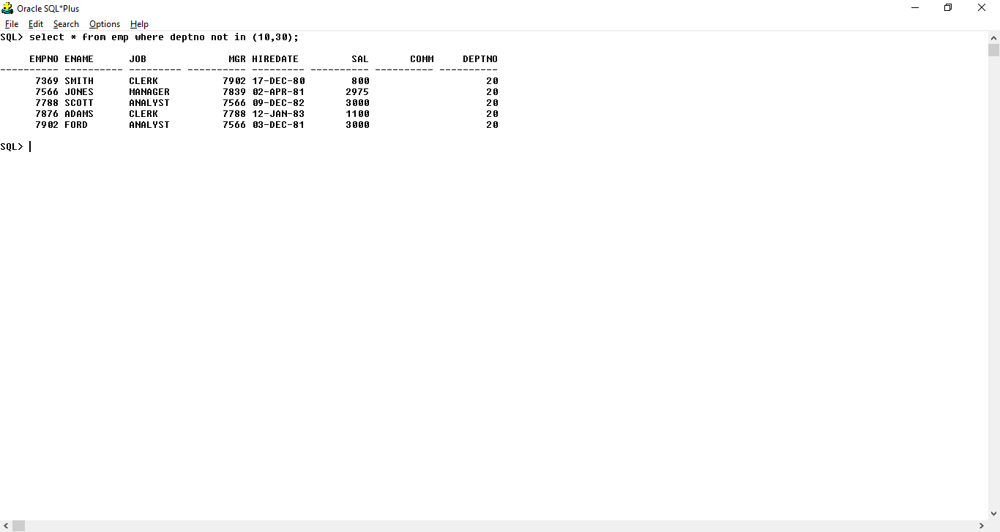 Oracle SQL*Plus
File Edit Search Options Help
SQL> select * from emp where deptno not in (10,30);
     EMPNO ENAME      JOB              MGR HIREDATE         SAL       COMM     DEPTNO
---------- ---------- --------- ---------- --------- ---------- ---------- ----------
      7369 SMITH      CLERK           7902 17-DEC-80        800                    20
      7566 JONES      MANAGER         7839 02-APR-81       2975                    20
      7788 SCOTT      ANALYST         7566 09-DEC-82       3000                    20
      7876 ADAMS      CLERK           7788 12-JAN-83       1100                    20
      7902 FORD       ANALYST         7566 03-DEC-81       3000                    20
SQL>